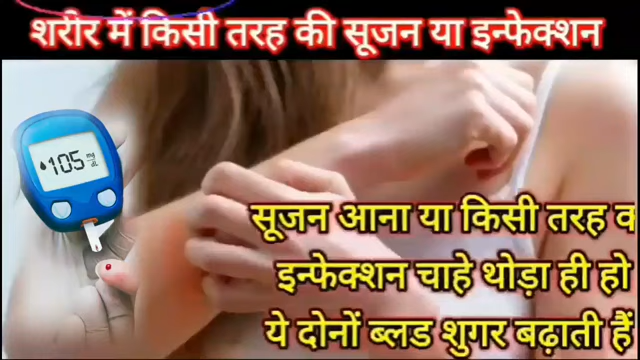 शरीर में किसी तरह की सूजन या इन्फेक्शन
105 mg/dL
सूजन आना या किसी तरह क
इन्फेक्शन चाहे थोड़ा ही हो
ये दोनों ब्लड शुगर बढ़ाती हैं